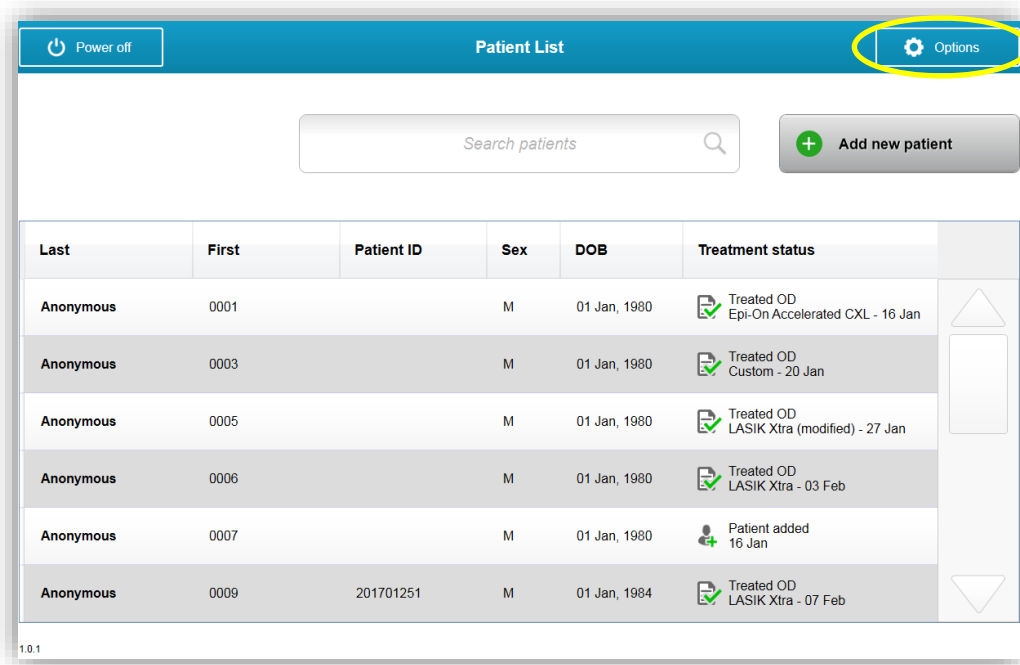 Power off
Patient List
Options
Search patients
Add new patient
Last First Patient ID Sex DOB Treatment status
Anonymous 0001 M 01 Jan, 1980 Treated OD
Epi-On Accelerated CXL - 16 Jan
Anonymous 0003 M 01 Jan, 1980 Treated OD
Custom - 20 Jan
Anonymous 0005 M 01 Jan, 1980 Treated OD
LASIK Xtra (modified) - 27 Jan
Anonymous 0006 M 01 Jan, 1980 Treated OD
LASIK Xtra - 03 Feb
Anonymous 0007 M 01 Jan, 1980 Patient added
16 Jan
Anonymous 0009 201701251 M 01 Jan, 1984 Treated OD
LASIK Xtra - 07 Feb
1.0.1